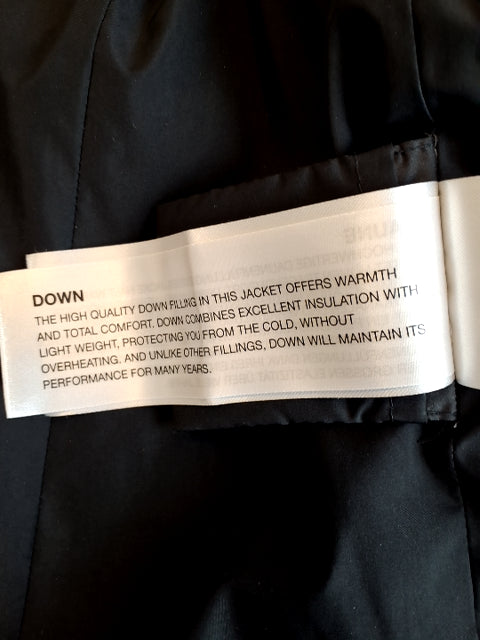 DOWN
THE HIGH QUALITY DOWN FILLING IN THIS JACKET OFFERS WARMTH
AND TOTAL COMFORT. DOWN COMBINES EXCELLENT INSULATION WITH
LIGHT WEIGHT, PROTECTING YOU FROM THE COLD, WITHOUT
OVERHEATING. AND UNLIKE OTHER FILLINGS, DOWN WILL MAINTAIN ITS
PERFORMANCE FOR MANY YEARS.